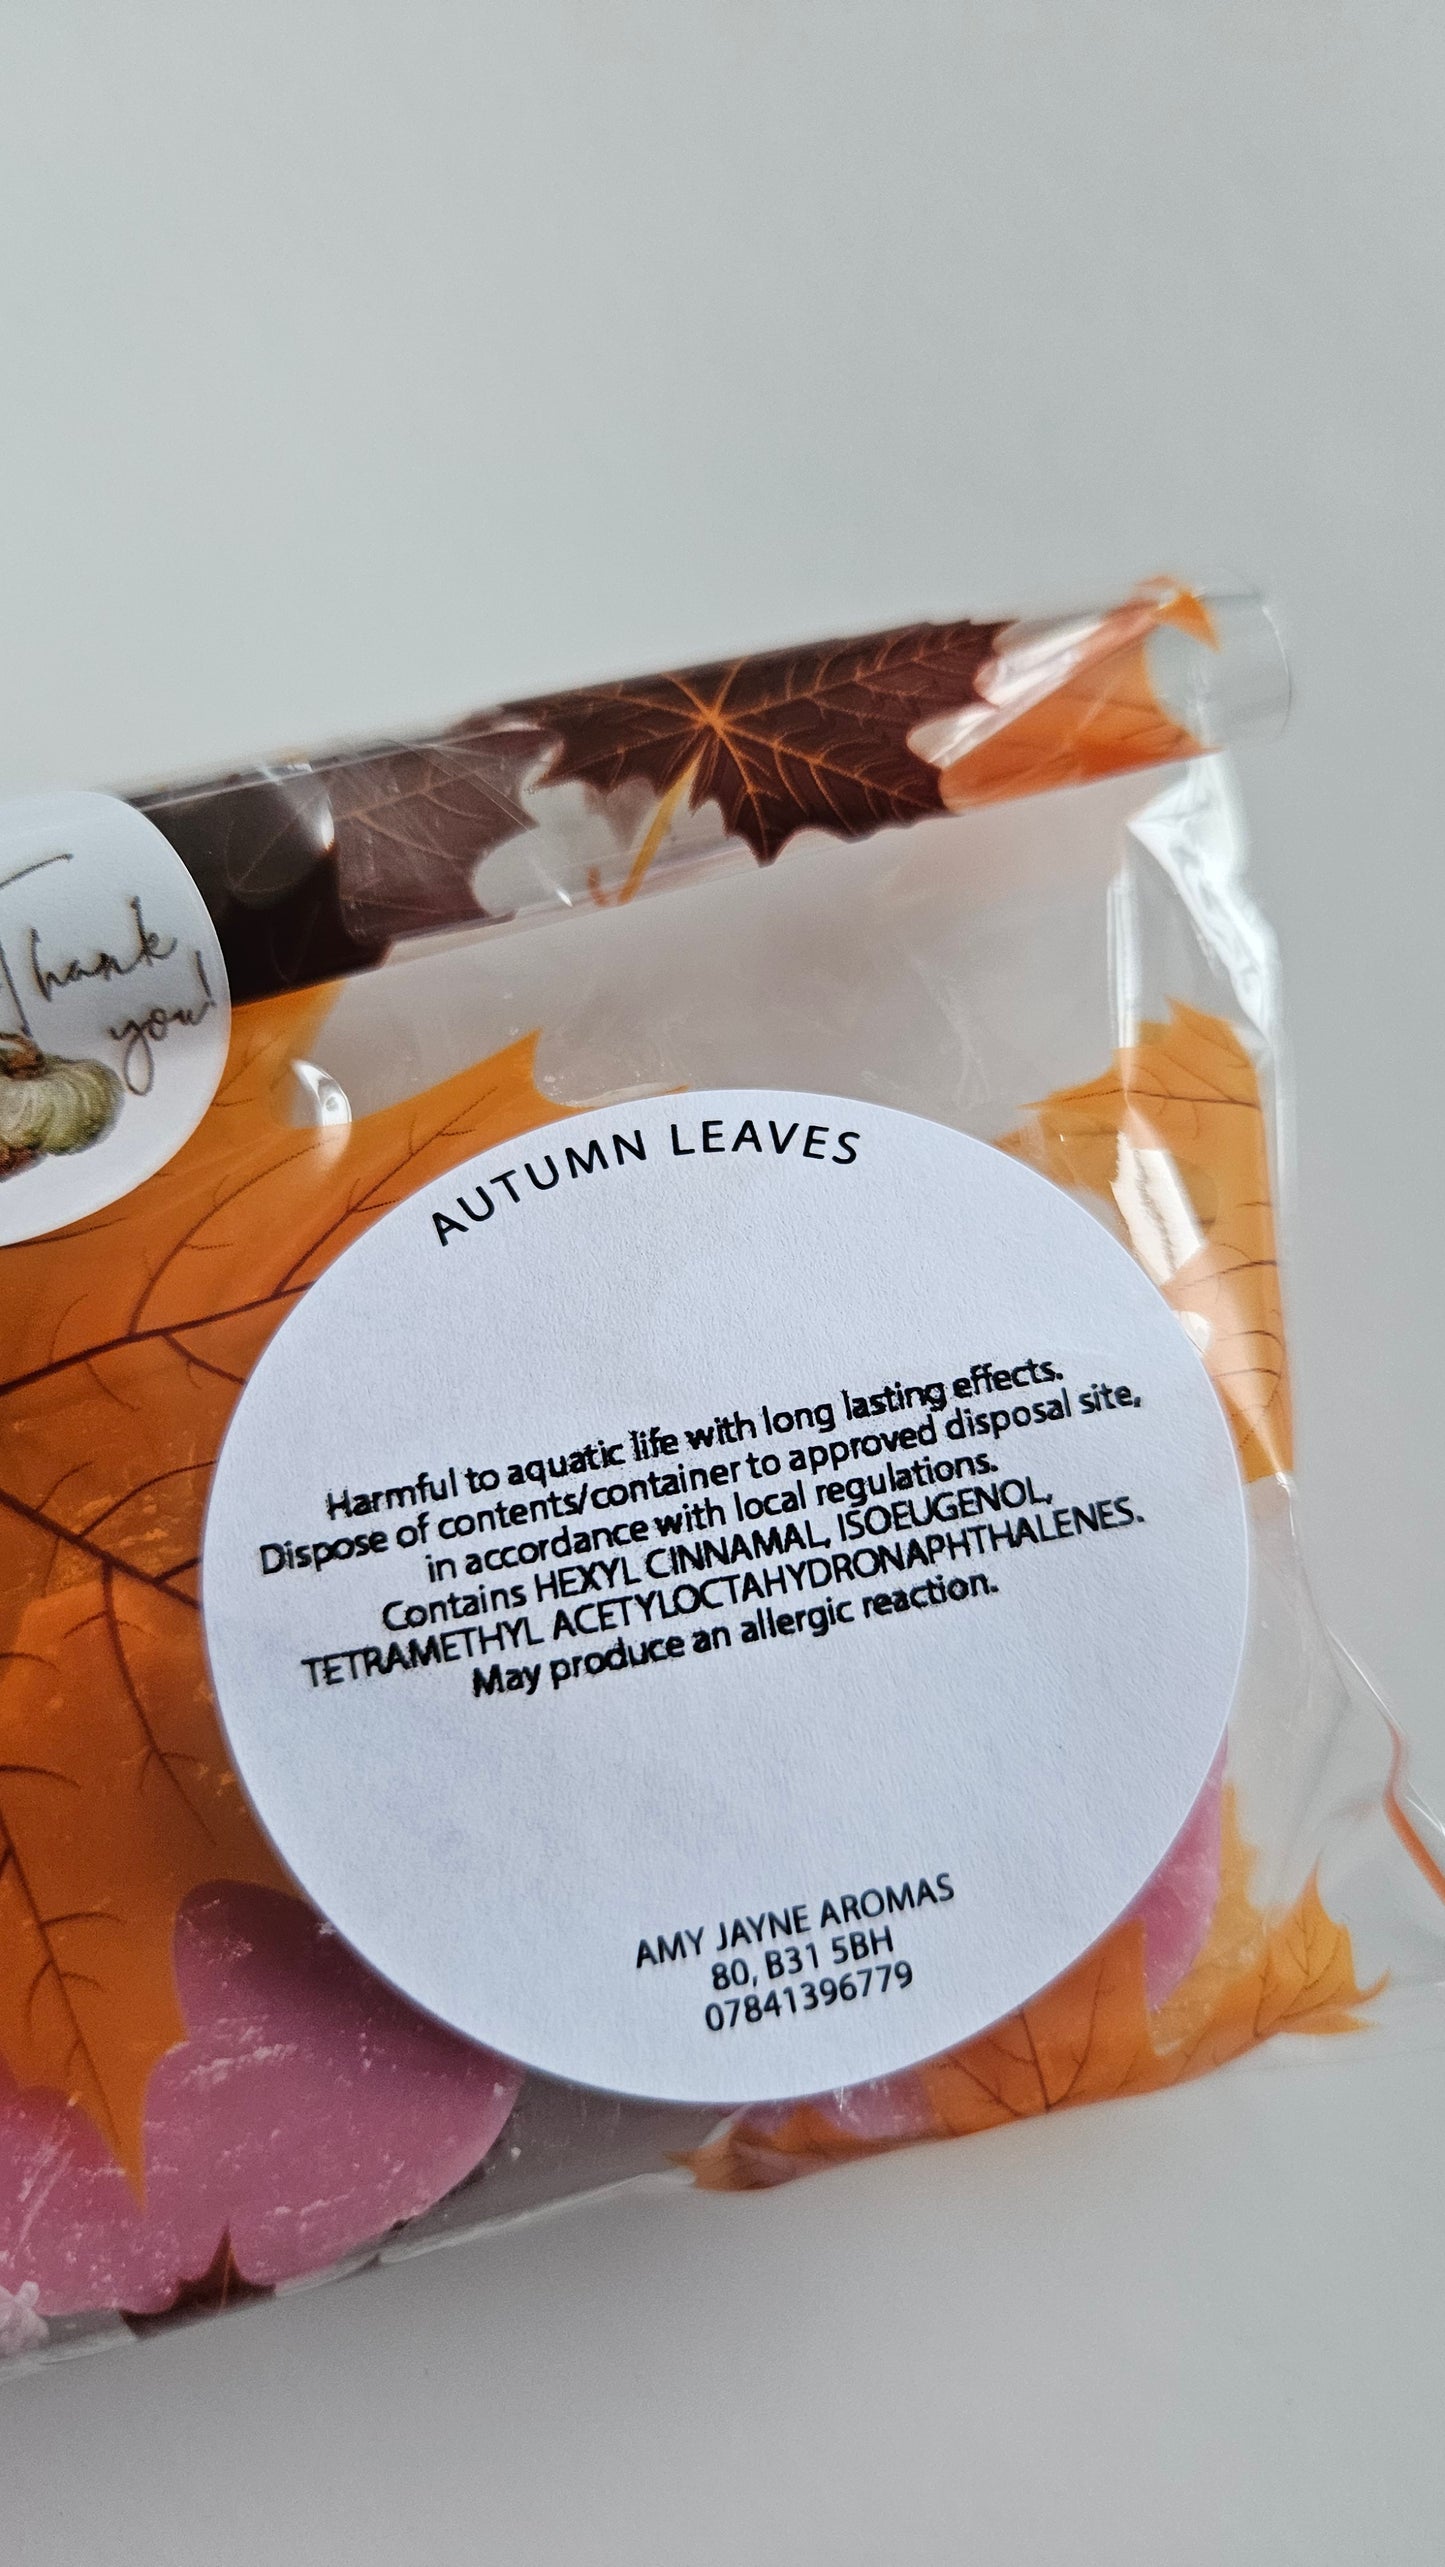 Thank
you!
AUTUMN LEAVES
Harmful to aquatic life with long lasting effects.
Dispose of contents/container to approved disposal site,
in accordance with local regulations.
Contains HEXYL CINNAMAL, ISOEUGENOL,
TETRAMETHYL ACETYLOCTAHYDRONAPHTHALENES.
May produce an allergic reaction.
AMY JAYNE AROMAS
80, B31 5BH
07841396779